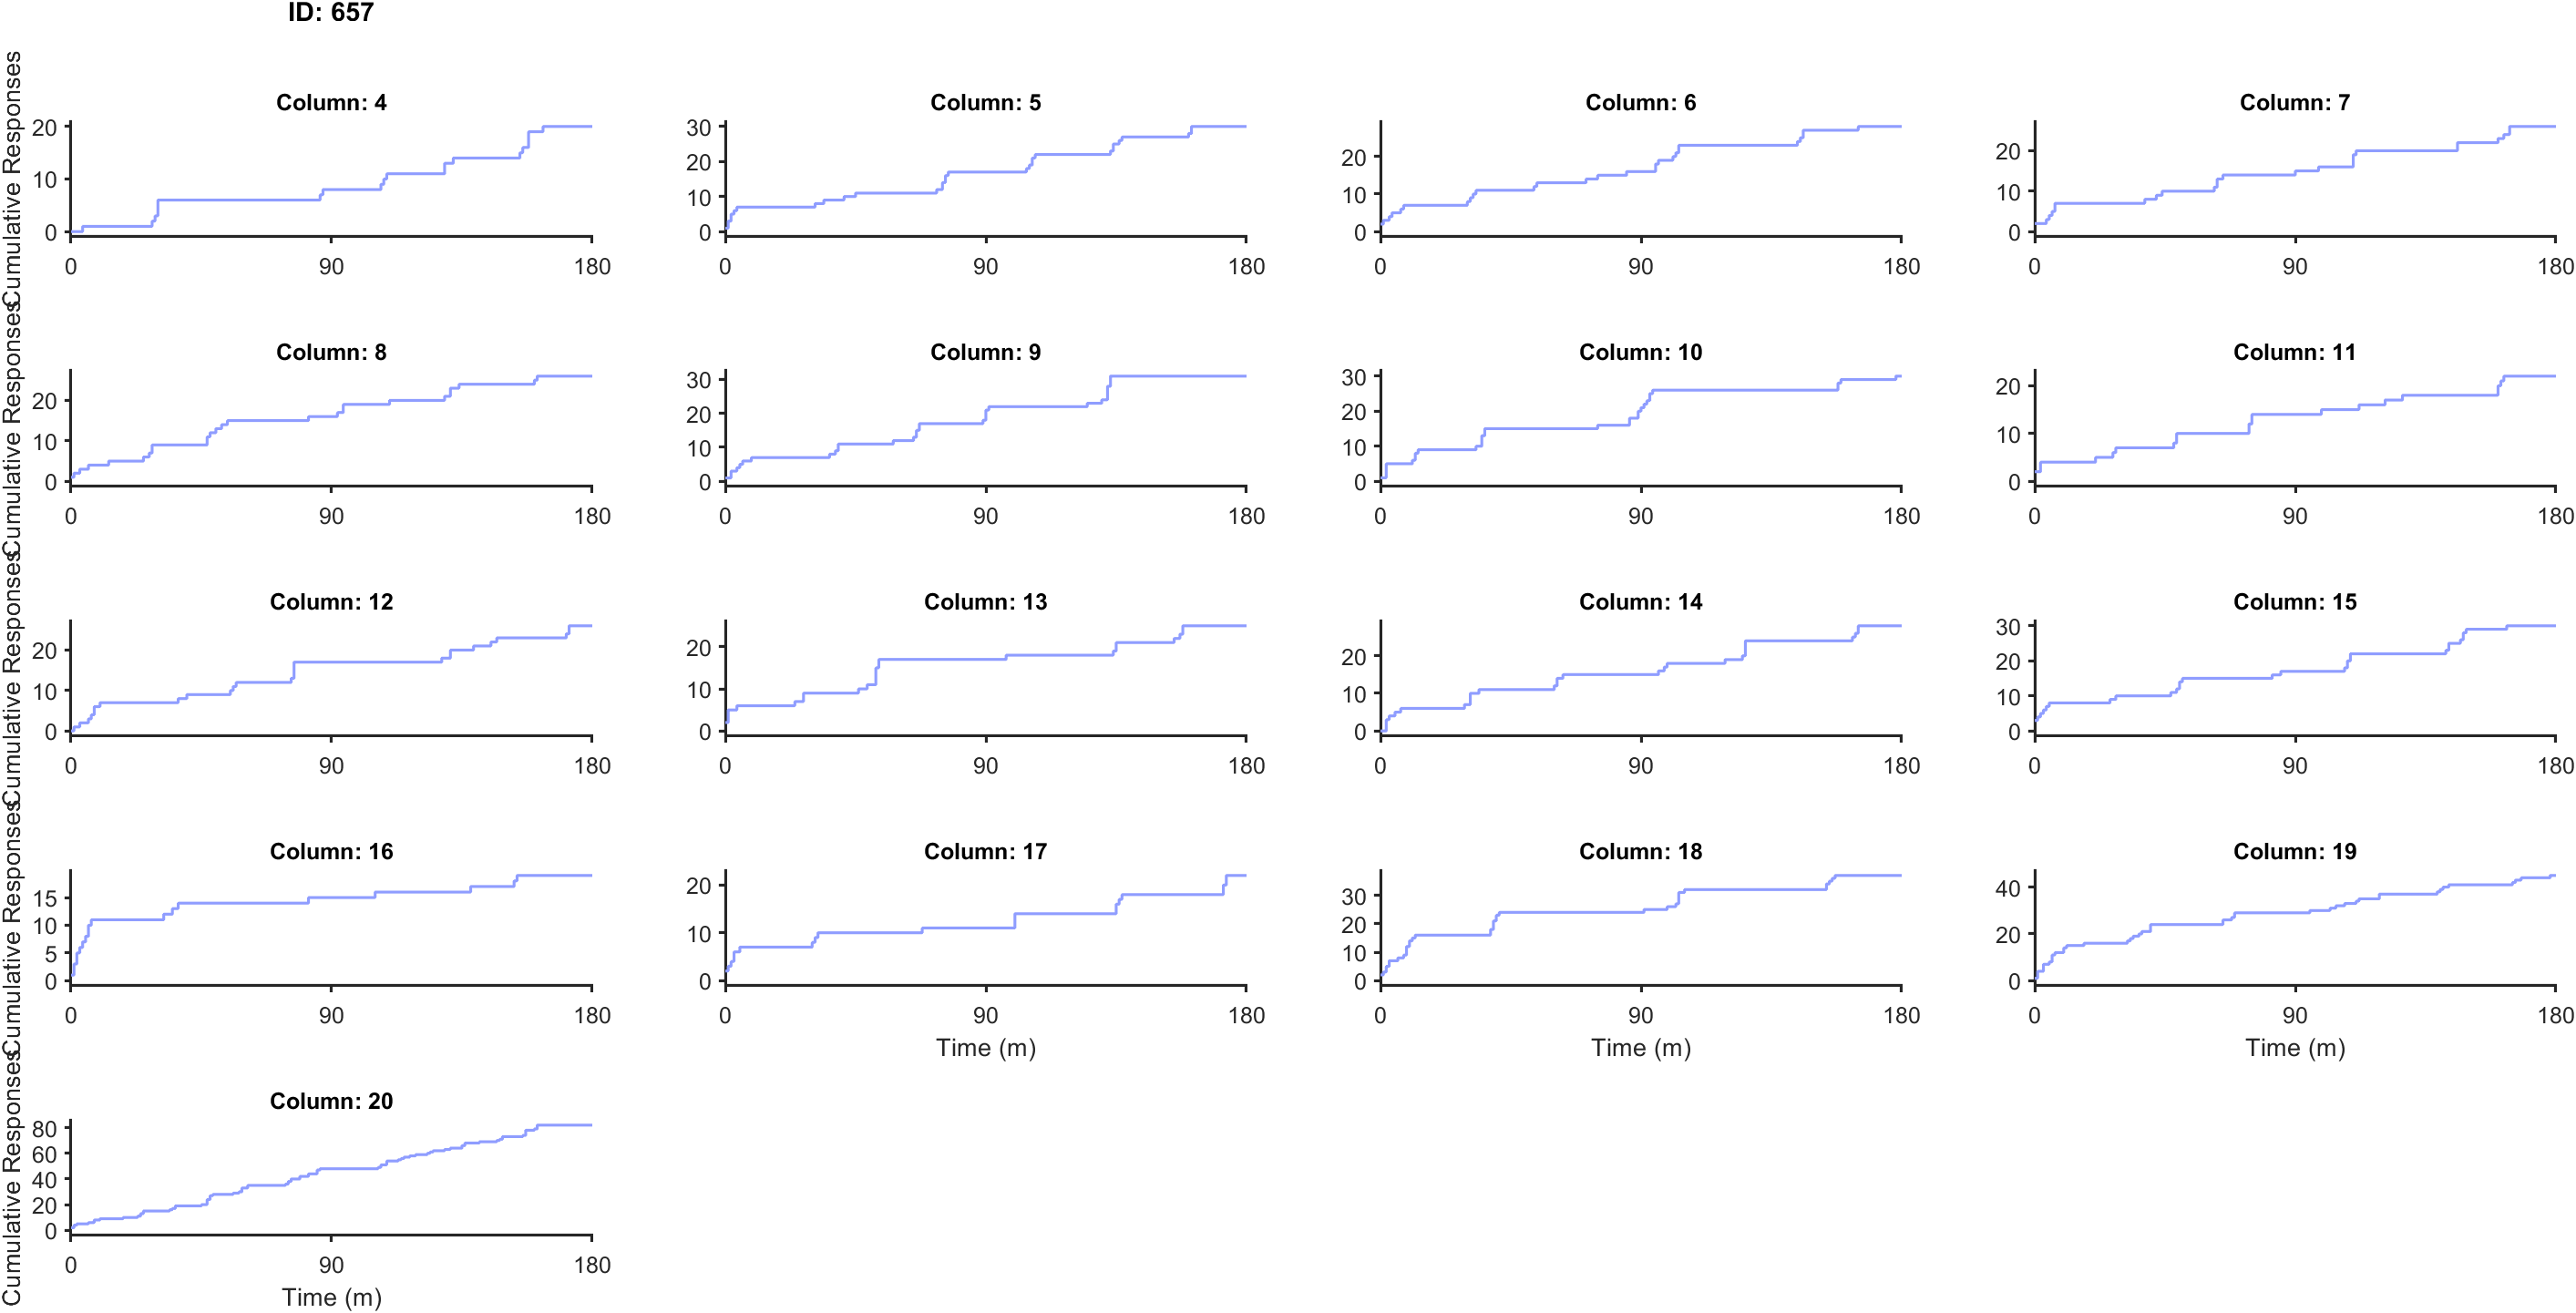 ID: 657
Column: 4
Cumulative Responses
20
10
0
0 90 180
Column: 5
30
20
10
0
0 90 180
Column: 6
20
10
0
0 90 180
Column: 7
20
10
0
0 90 180
Column: 8
Cumulative Responses
20
10
0
0 90 180
Column: 9
30
20
10
0
0 90 180
Column: 10
30
20
10
0
0 90 180
Column: 11
20
10
0
0 90 180
Column: 12
Cumulative Responses
20
10
0
0 90 180
Column: 13
20
10
0
0 90 180
Column: 14
20
10
0
0 90 180
Column: 15
30
20
10
0
0 90 180
Column: 16
Cumulative Responses
15
10
5
0
0 90 180
Column: 17
20
10
0
0 90 180
Time (m)
Column: 18
30
20
10
0
0 90 180
Time (m)
Column: 19
40
20
0
0 90 180
Time (m)
Column: 20
Cumulative Responses
80
60
40
20
0
0 90 180
Time (m)